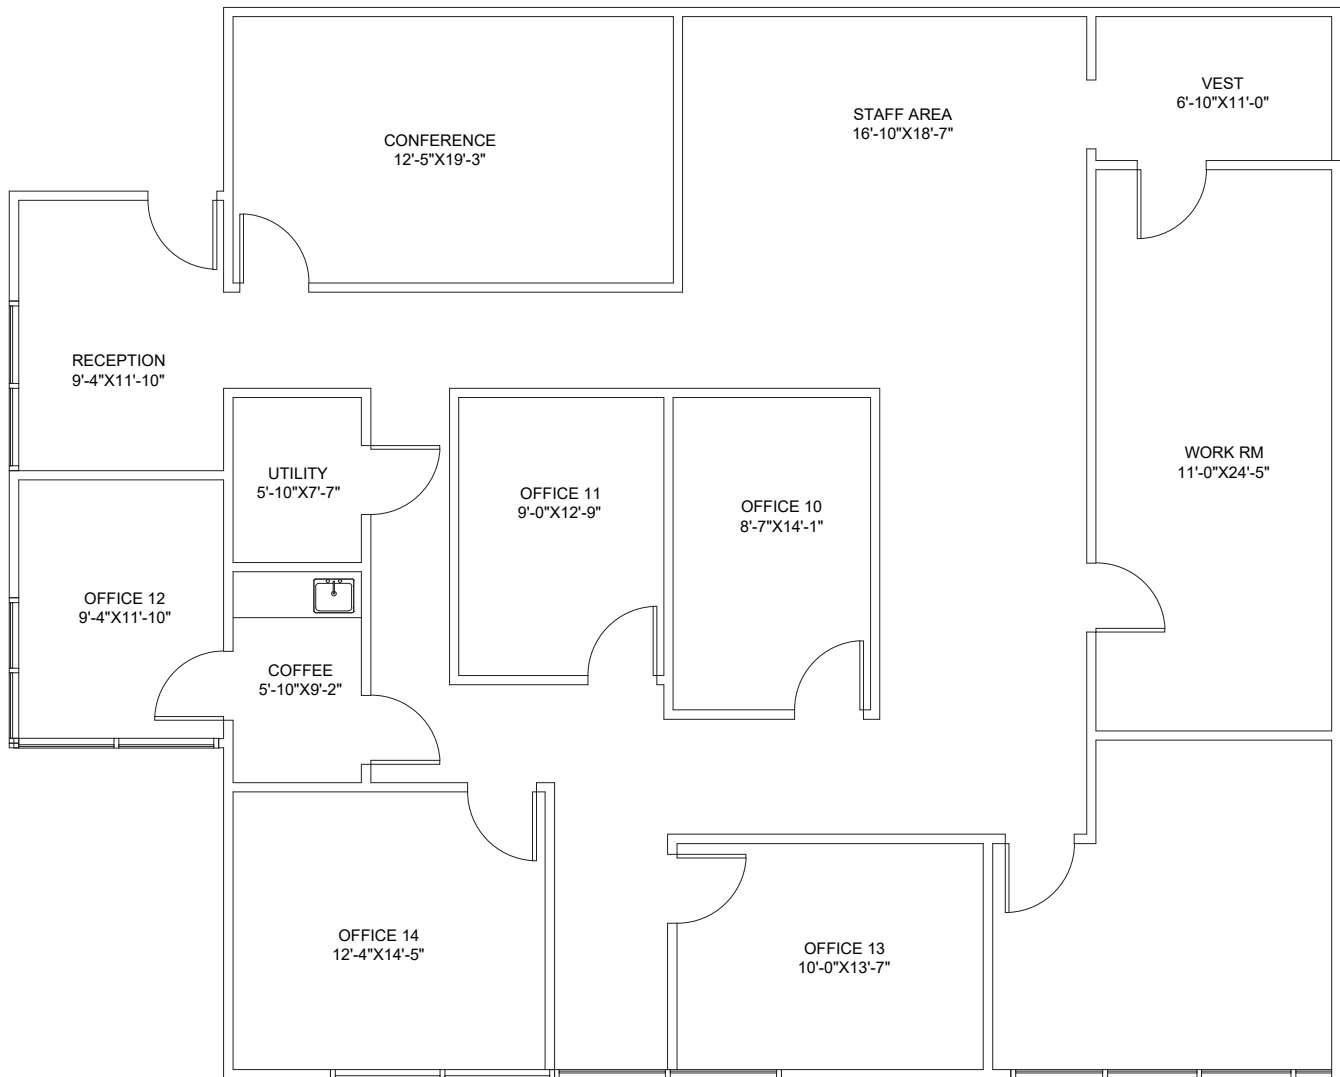 VEST
6'-10"X11'-0"
STAFF AREA
16'-10"X18'-7"
CONFERENCE
12'-5"X19'-3"
RECEPTION
9'-4"X11'-10"
WORK RM
11'-0"X24'-5"
UTILITY
5'-10"X7'-7"
OFFICE 11
9'-0"X12'-9"
OFFICE 10
8'-7"X14'-1"
OFFICE 12
9'-4"X11'-10"
COFFEE
5'-10"X9'-2"
OFFICE 14
12'-4"X14'-5"
OFFICE 13
10'-0"X13'-7"